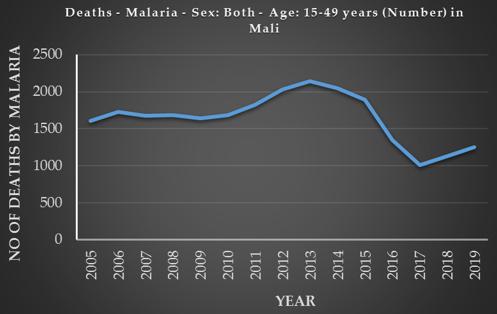 Deaths - Malaria - Sex: Both - Age: 15-49 years (Number) in
Mali
NO OF DEATHS BY MALARIA
2500
2000
1500
1000
500
0
2005 2006 2007 2008 2009 2010 2011 2012 2013 2014 2015 2016 2017 2018 2019
YEAR